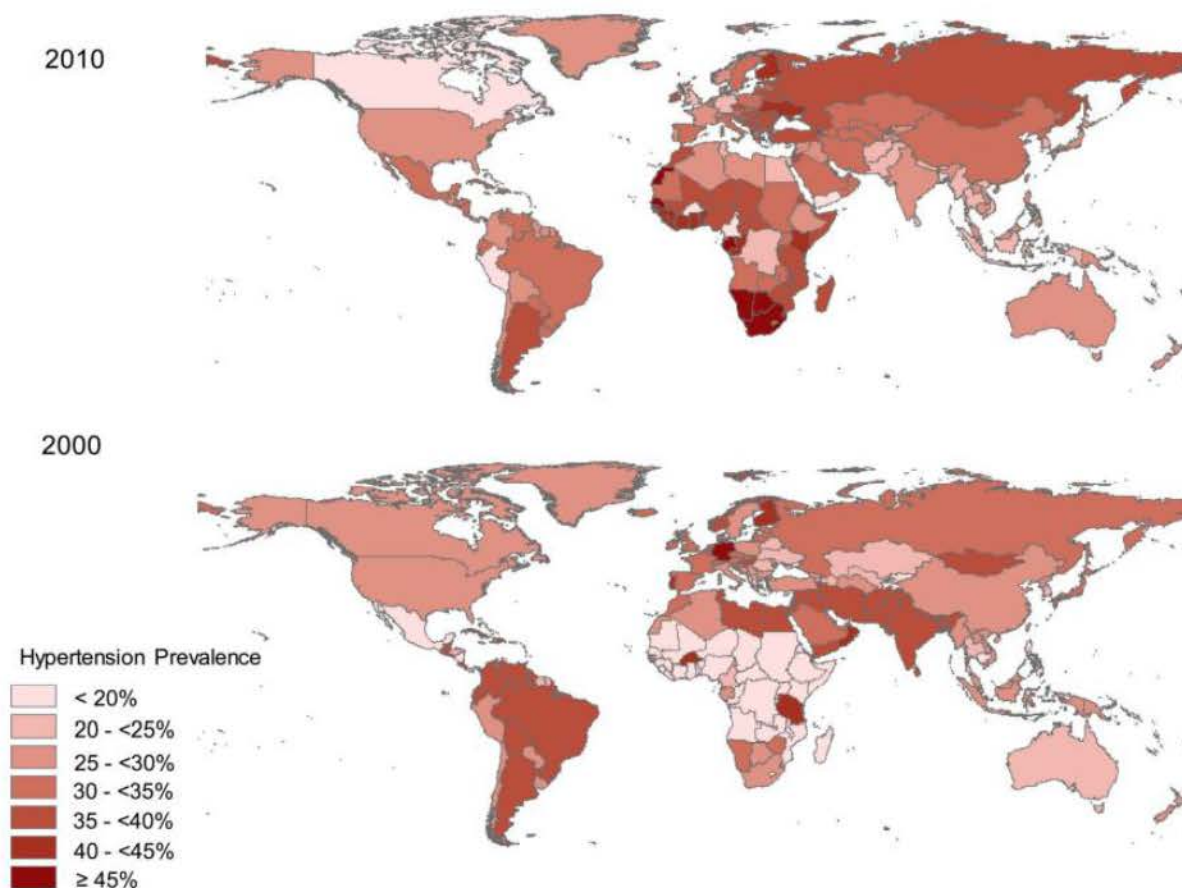 2010
2000
Hypertension Prevalence
< 20%
20 - <25%
25 - <30%
30 - <35%
35 - <40%
40 - <45%
≥ 45%